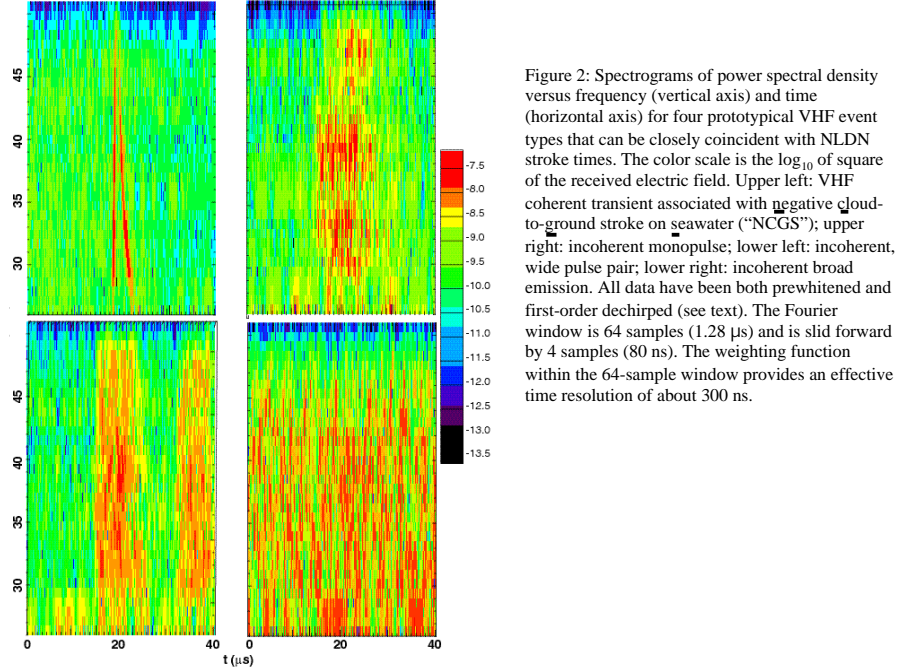 45
40
35
30
45
40
35
30
0
20
40
0
20
40
t (μs)
-7.5
-8.0
-8.5
-9.0
-9.5
-10.0
-10.5
-11.0
-11.5
-12.0
-12.5
-13.0
-13.5
Figure 2: Spectrograms of power spectral density
versus frequency (vertical axis) and time
(horizontal axis) for four prototypical VHF event
types that can be closely coincident with NLDN
stroke times. The color scale is the log10 of square
of the received electric field. Upper left: VHF
coherent transient associated with negative cloud-
to-ground stroke on seawater (“NCGS”); upper
right: incoherent monopulse; lower left: incoherent,
wide pulse pair; lower right: incoherent broad
emission. All data have been both prewhitened and
first-order dechirped (see text). The Fourier
window is 64 samples (1.28 μs) and is slid forward
by 4 samples (80 ns). The weighting function
within the 64-sample window provides an effective
time resolution of about 300 ns.